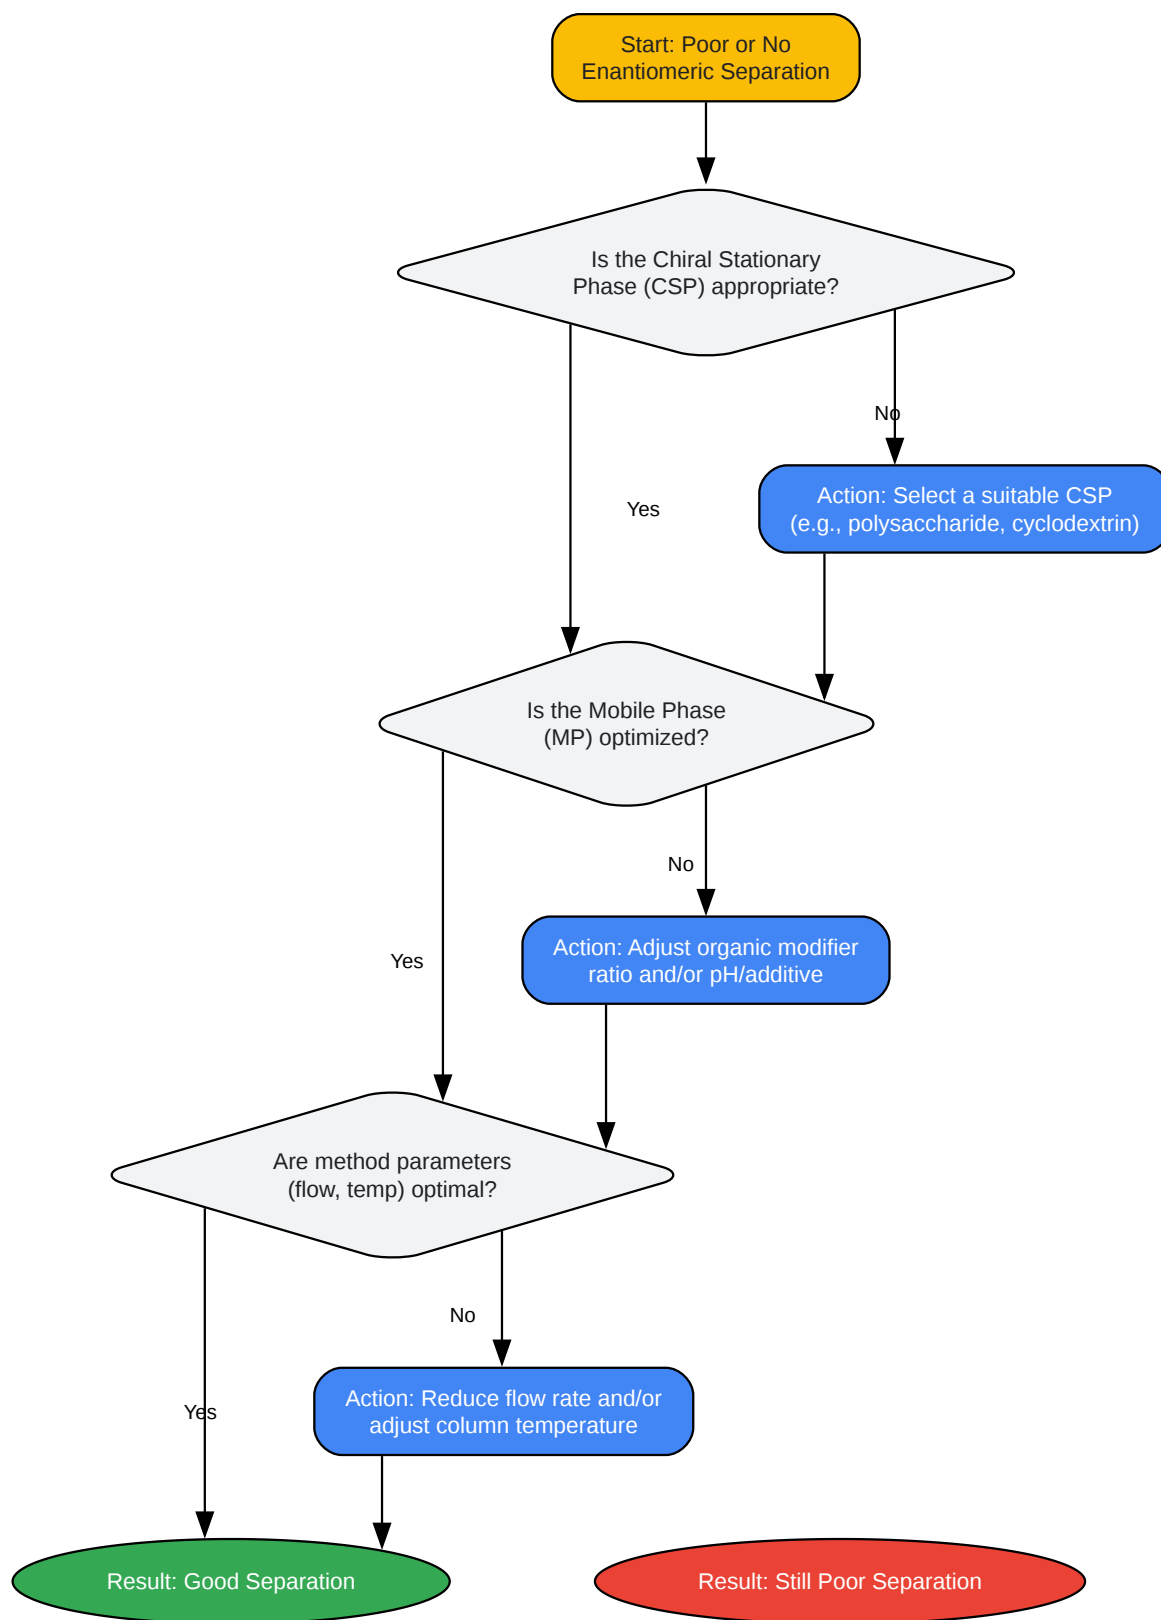 Start: Poor or No
Enantiomeric Separation
Is the Chiral Stationary
Phase (CSP) appropriate?
No
Action: Select a suitable CSP
(e.g., polysaccharide, cyclodextrin)
Yes
Is the Mobile Phase
(MP) optimized?
No
Action: Adjust organic modifier
ratio and/or pH/additive
Yes
Are method parameters
(flow, temp) optimal?
No
Action: Reduce flow rate and/or
adjust column temperature
Yes
Result: Good Separation
Result: Still Poor Separation